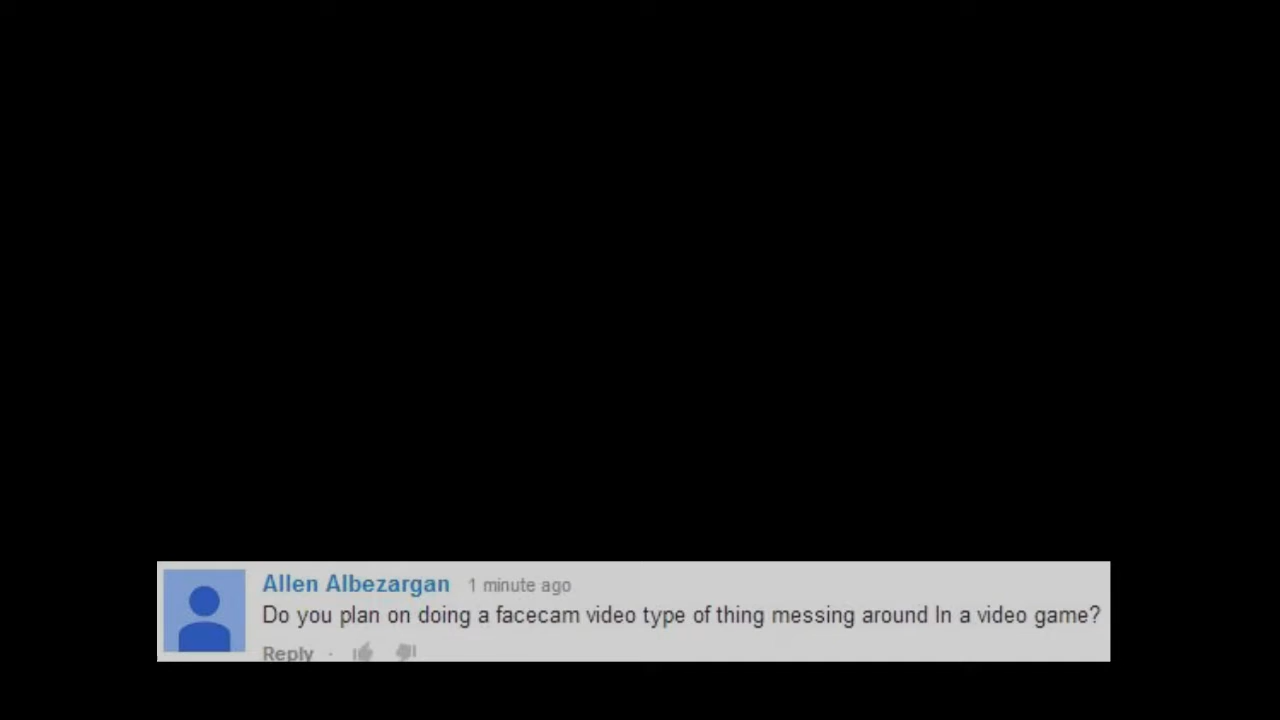 Allen Albezargan 1 minute ago
Do you plan on doing a facecam video type of thing messing around In a video game?
Reply ·